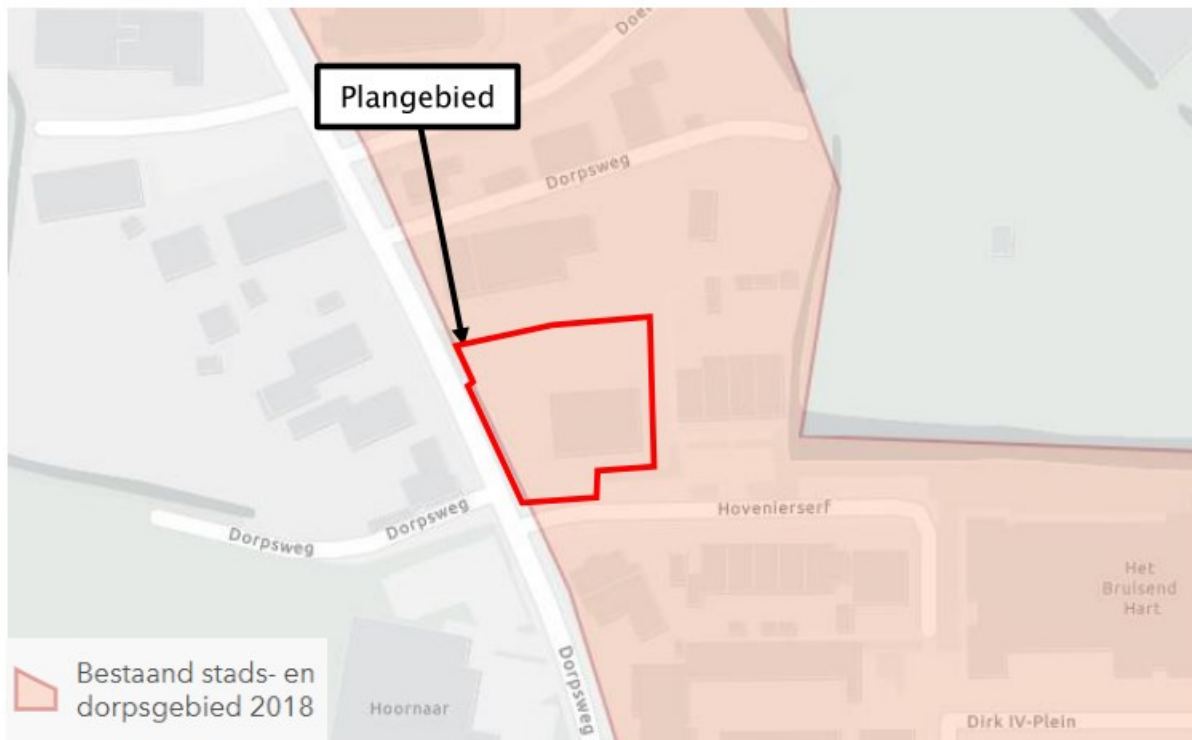 Plangebied
Dorpsweg
Hovenierserf
Dorpsweg
Dorpsweg
Het
Bruisend
Hart
Dorpsweg
Bestaand stads- en
dorpsgebied 2018
Hoornaar
Dirk IV-Plein